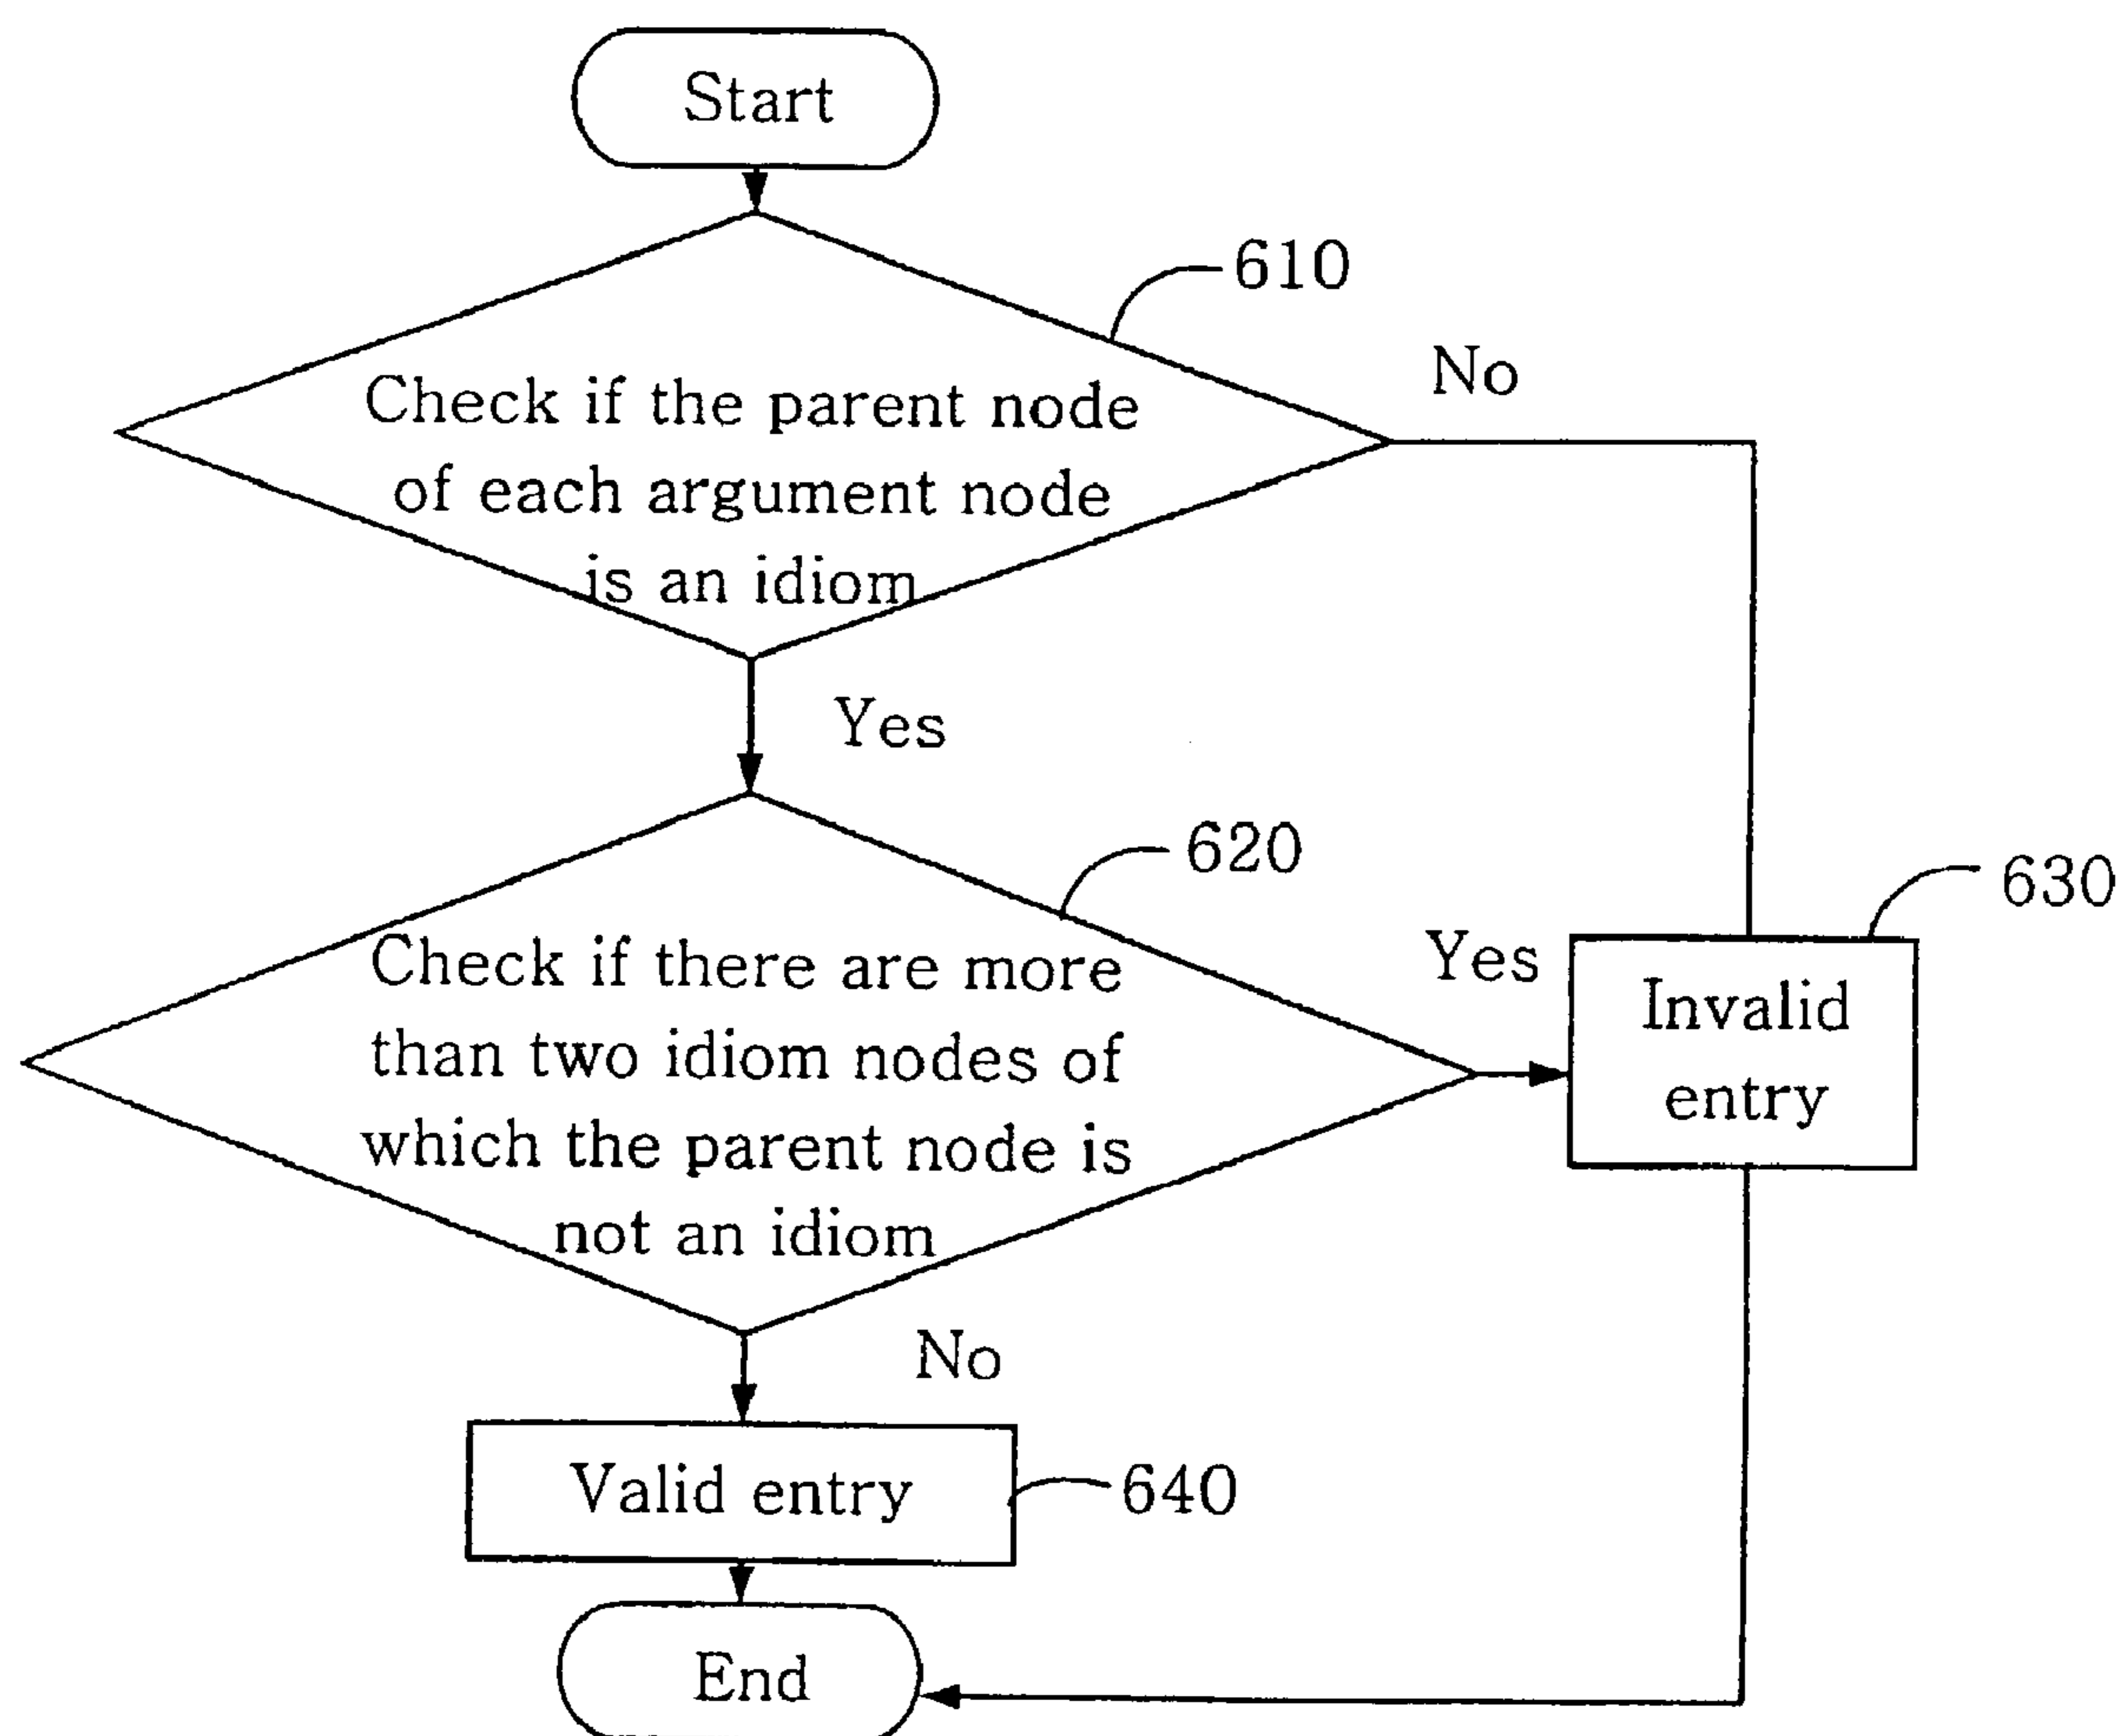 Start
610
No
Check if the parent node
of each argument node
is an idiom
Yes
620
630
Yes
Check if there are more
than two idiom nodes of
which the parent node is
not an idiom
Invalid
entry
No
Valid entry
640
End